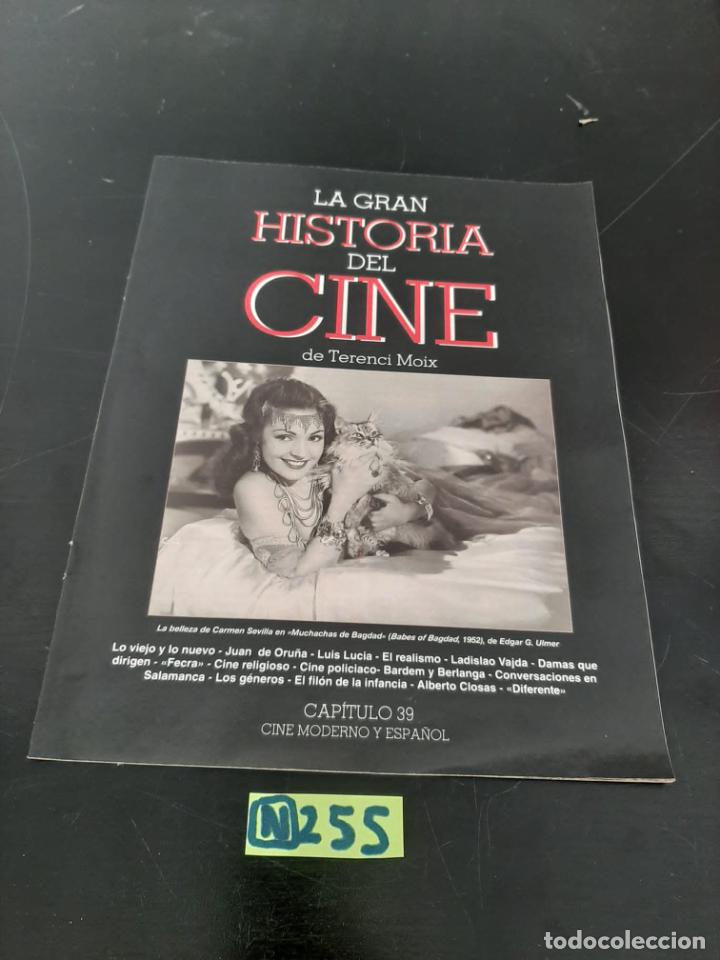 LA GRAN
HISTORIA
DEL
CINE
de Terenci Moix
La belleza de Carmen Sevilla en «Muchachas de Bagdad» (Babes of Bagdad, 1952), de Edgar G. Ulmer
Lo viejo y lo nuevo - Juan de Oruña - Luis Lucia - El realismo - Ladislao Vajda - Damas que
dirigen - «Fecra» - Cine religioso - Cine policiaco- Bardem y Berlanga - Conversaciones en
Salamanca - Los géneros - El filón de la infancia - Alberto Closas - «Diferente»
CAPÍTULO 39
CINE MODERNO Y ESPAÑOL
N 255
todocoleccion